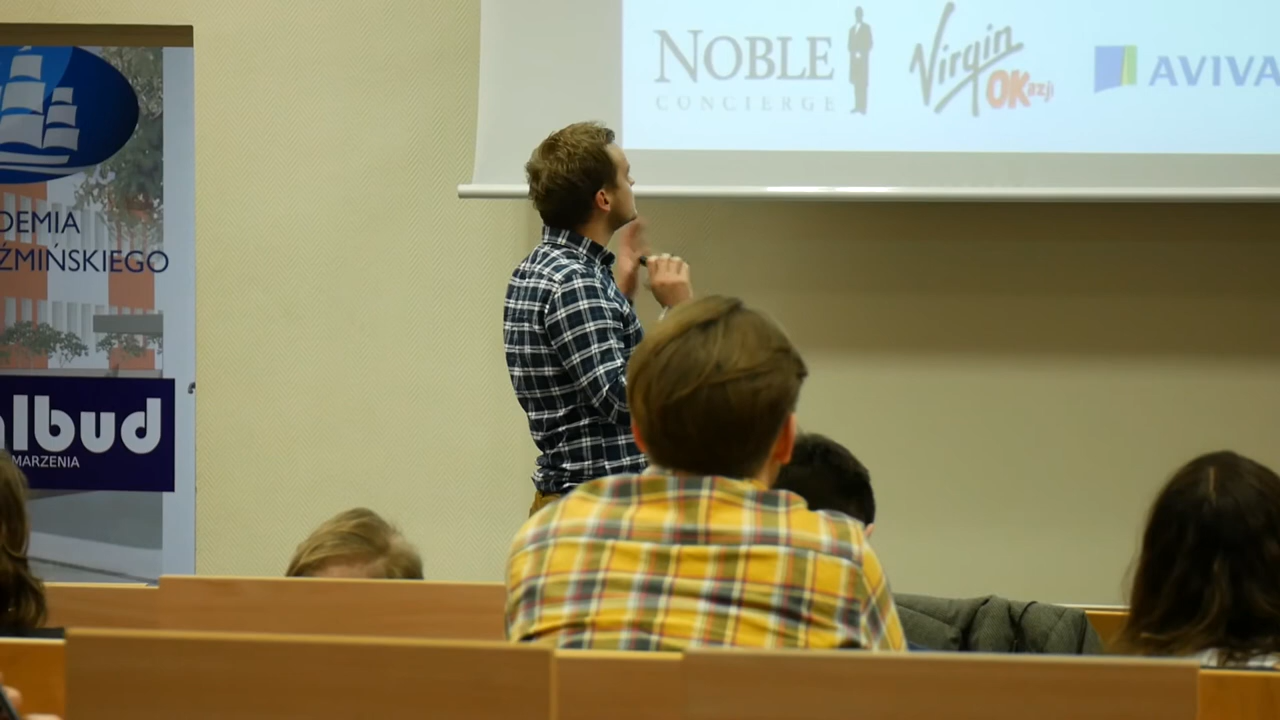 NOBLE
CONCIERGE
Virgin
OKazji
AVIVA
DEMIA
ŹMIŃSKIEGO
lbud
MARZENIA